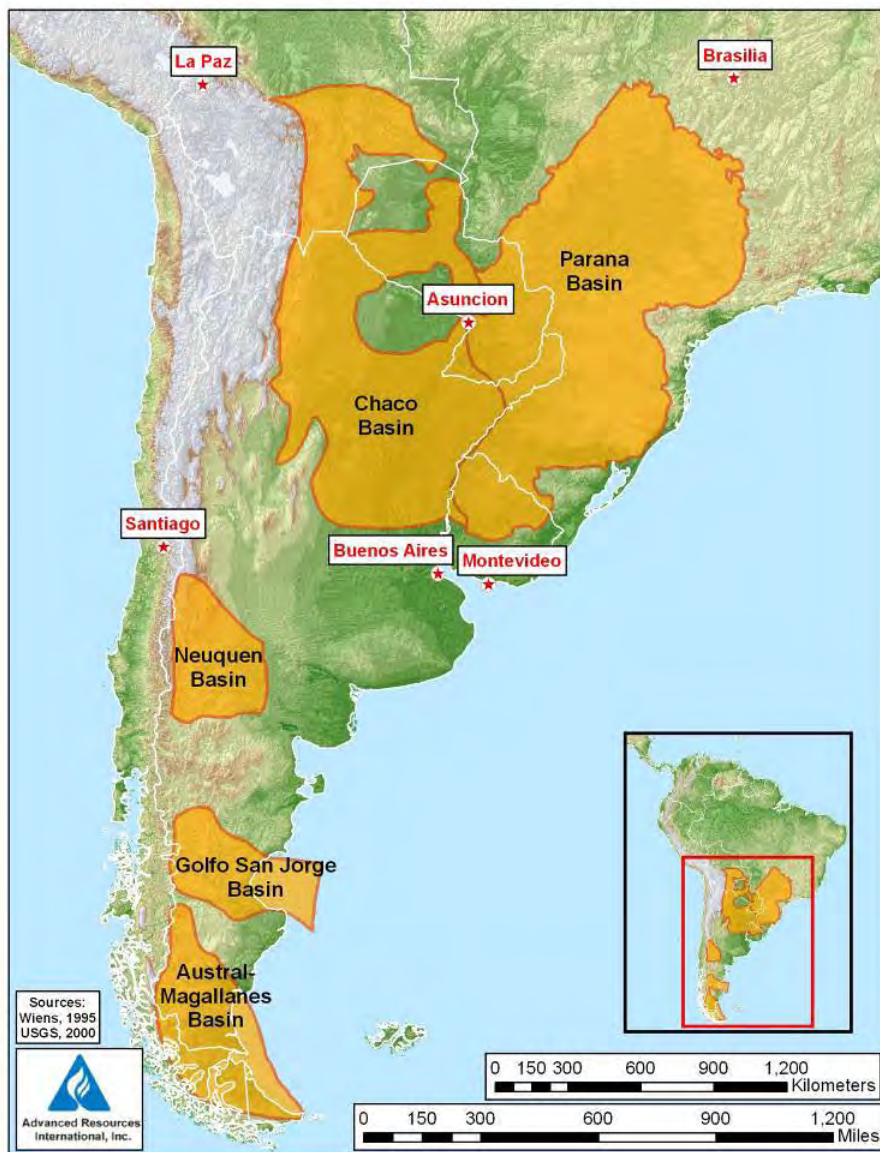 La Paz
Brasilia
Parana
Basin
Asuncion
Chaco
Basin
Santiago
Buenos Aires
Montevideo
Neuquen
Basin
Golfo San Jorge
Basin
Austral-
Magallanes
Basin
Sources:
Wiens, 1995
USGS, 2000
Advanced Resources
International, Inc.
0 150 300 600 900 1,200
Kilometers
0 150 300 600 900 1,200
Miles